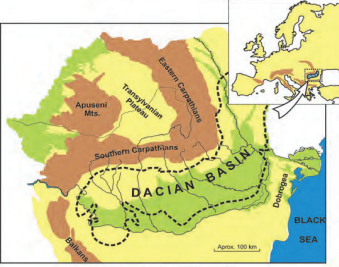 Eastern Carpathians
Transylvanian
Plateau
Apuseni
Mts.
Southern Carpathians
DACIAN BASIN
Dobrogea
BLACK
SEA
Balkans
Aprox. 100 km